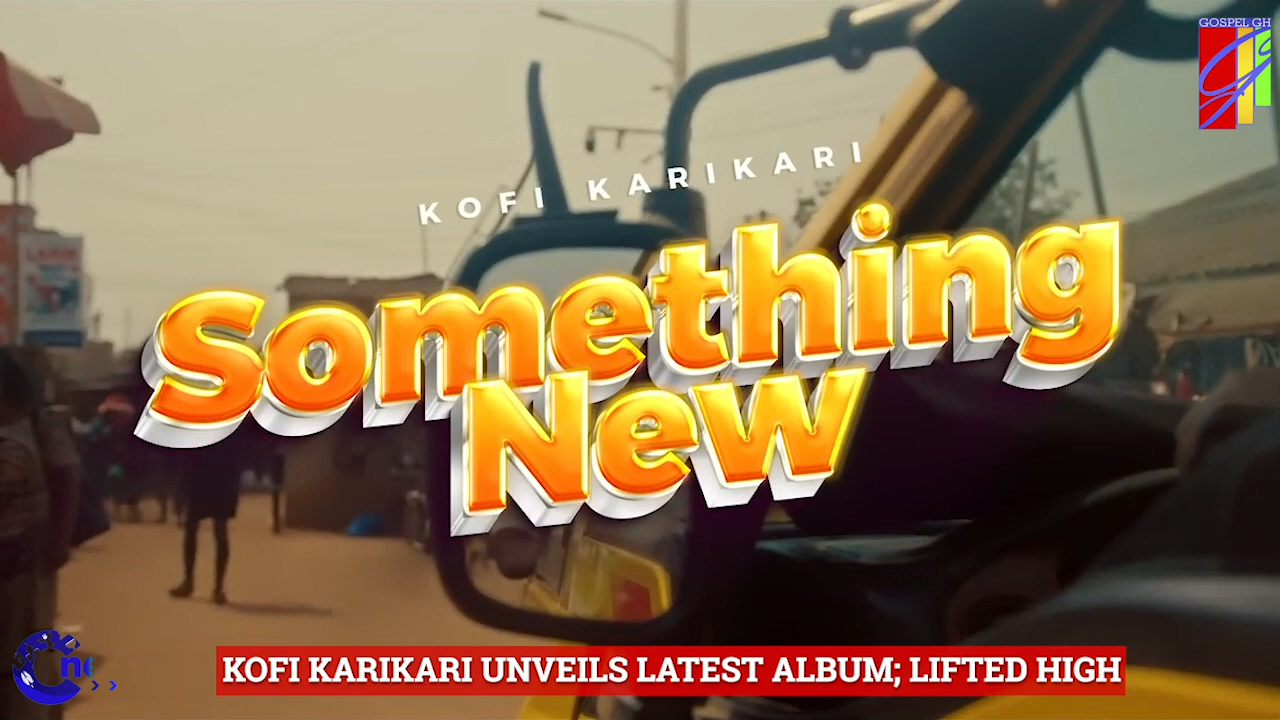 GOSPEL GH
KOFI KARIKARI
Something
New
KOFI KARIKARI UNVEILS LATEST ALBUM; LIFTED HIGH